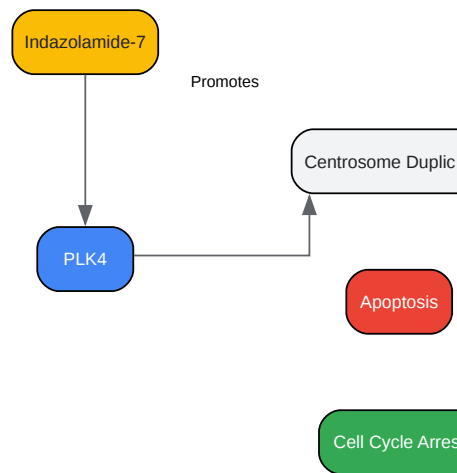 Indazolamide-7
Promotes
Centrosome Duplic
PLK4
Apoptosis
Cell Cycle Arres